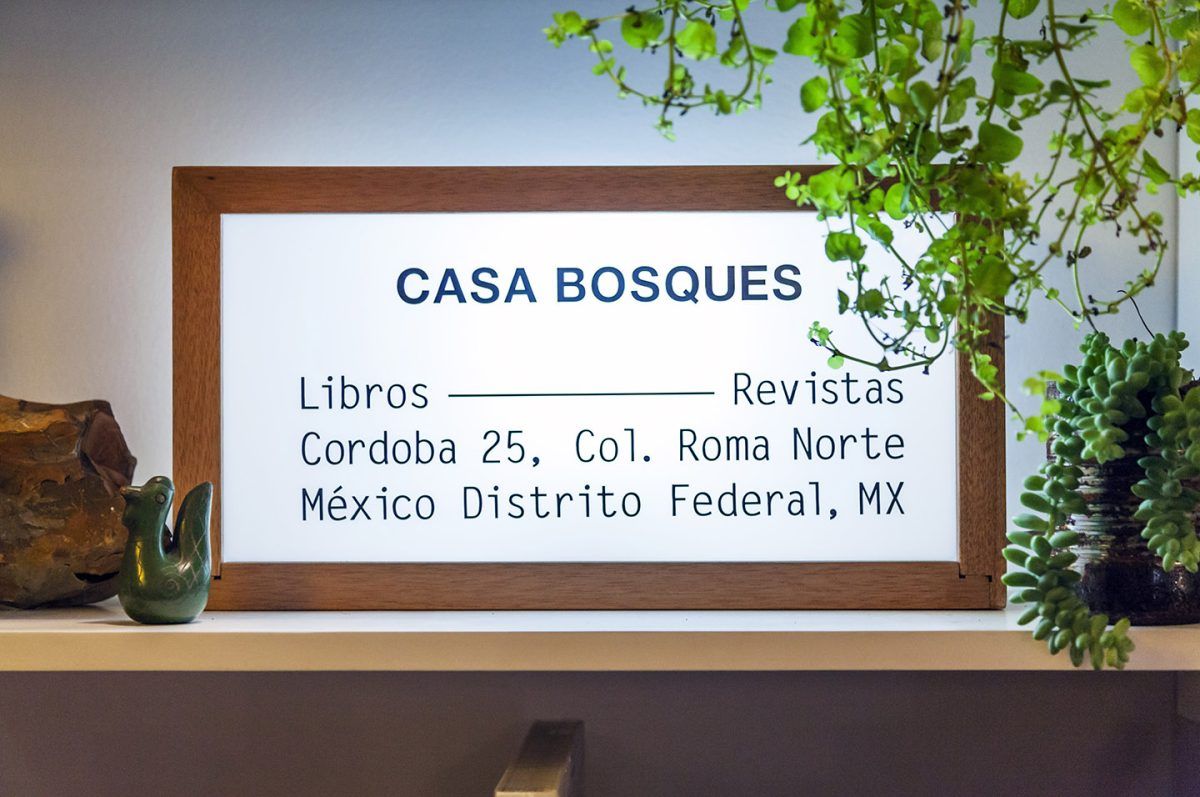 CASA BOSQUES
Libros Revistas
Cordoba 25, Col. Roma Norte
México Distrito Federal, MX